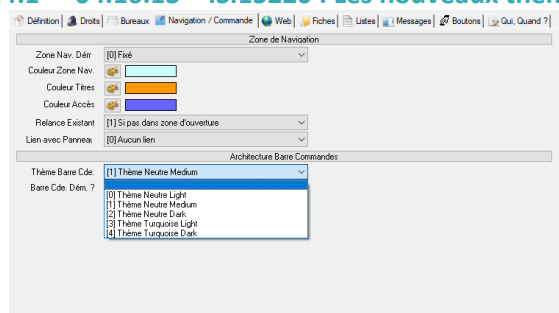 Définition Droits Bureaux Navigation / Commande Web Fiches Listes Messages Boutons Qui, Quand ?
Zone de Navigation
Zone Nav. Dém [0] Fixé
Couleur Zone Nav.
Couleur Titres
Couleur Accès
Relance Existant [1] Si pas dans zone d'ouverture
Lien avec Panneau [0] Aucun lien
Architecture Barre Commandes
Thème Barre Cde. [1] Thème Neutre Medium
Barre Cde. Dém. ?
[0] Thème Neutre Light
[1] Thème Neutre Medium
[2] Thème Neutre Dark
[3] Thème Turquoise Light
[4] Thème Turquoise Dark